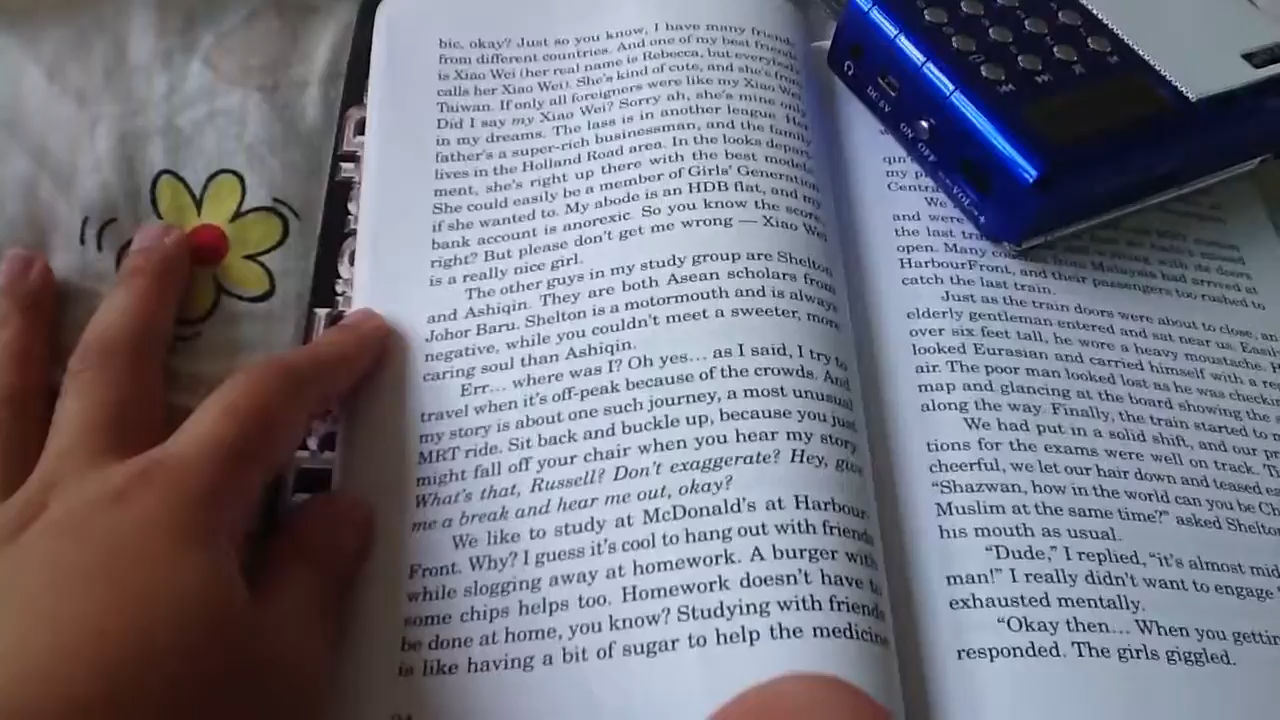 bic, okay? Just so you know, I have many friends
from different countries. And one of my best friends
is Xiao Wei (her real name is Rebecca, but everybody
calls her Xiao Wei). She's kind of cute, and she's from
Taiwan. If only all foreigners were like my Xiao Wei.
Did I say my Xiao Wei? Sorry ah, she's mine only
in my dreams. The lass is in another league. Her
father's a super-rich businessman, and the family
lives in the Holland Road area. In the looks depart-
ment, she's right up there with the best models.
She could easily be a member of Girls' Generation
if she wanted to. My abode is an HDB flat, and my
bank account is anorexic. So you know the score,
right? But please don't get me wrong — Xiao Wei
is a really nice girl.
The other guys in my study group are Shelton
and Ashiqin. They are both Asean scholars from
Johor Baru. Shelton is a motormouth and is always
negative, while you couldn't meet a sweeter, more
caring soul than Ashiqin.
Err... where was I? Oh yes... as I said, I try to
travel when it's off-peak because of the crowds. And
my story is about one such journey, a most unusual
MRT ride. Sit back and buckle up, because you just
might fall off your chair when you hear my story.
What's that, Russell? Don't exaggerate? Hey, give
me a break and hear me out, okay?
We like to study at McDonald's at Harbour-
Front. Why? I guess it's cool to hang out with friends
while slogging away at homework. A burger with
some chips helps too. Homework doesn't have to
be done at home, you know? Studying with friends
is like having a bit of sugar to help the medicine
my
Centr
We
and were
the last
open. Many from Malaysia had arrived at
HarbourFront, and their passengers too rushed to
catch the last train.
Just as the train doors were about to close, an
elderly gentleman entered and sat near us. Easi
over six feet tall, he wore a heavy moustache. H
looked Eurasian and carried himself with a re
air. The poor man looked lost as he was checkin
map and glancing at the board showing the
along the way. Finally, the train started to
We had put in a solid shift, and our pr
tions for the exams were well on track. T
cheerful, we let our hair down and teased ea
"Shazwan, how in the world can you be Ch
Muslim at the same time?" asked Shelto
his mouth as usual.
"Dude," I replied, "it's almost mid
man!" I really didn't want to engage
exhausted mentally.
"Okay then... When you gettin
responded. The girls giggled.
DC 5V
ON OFF
VOL +